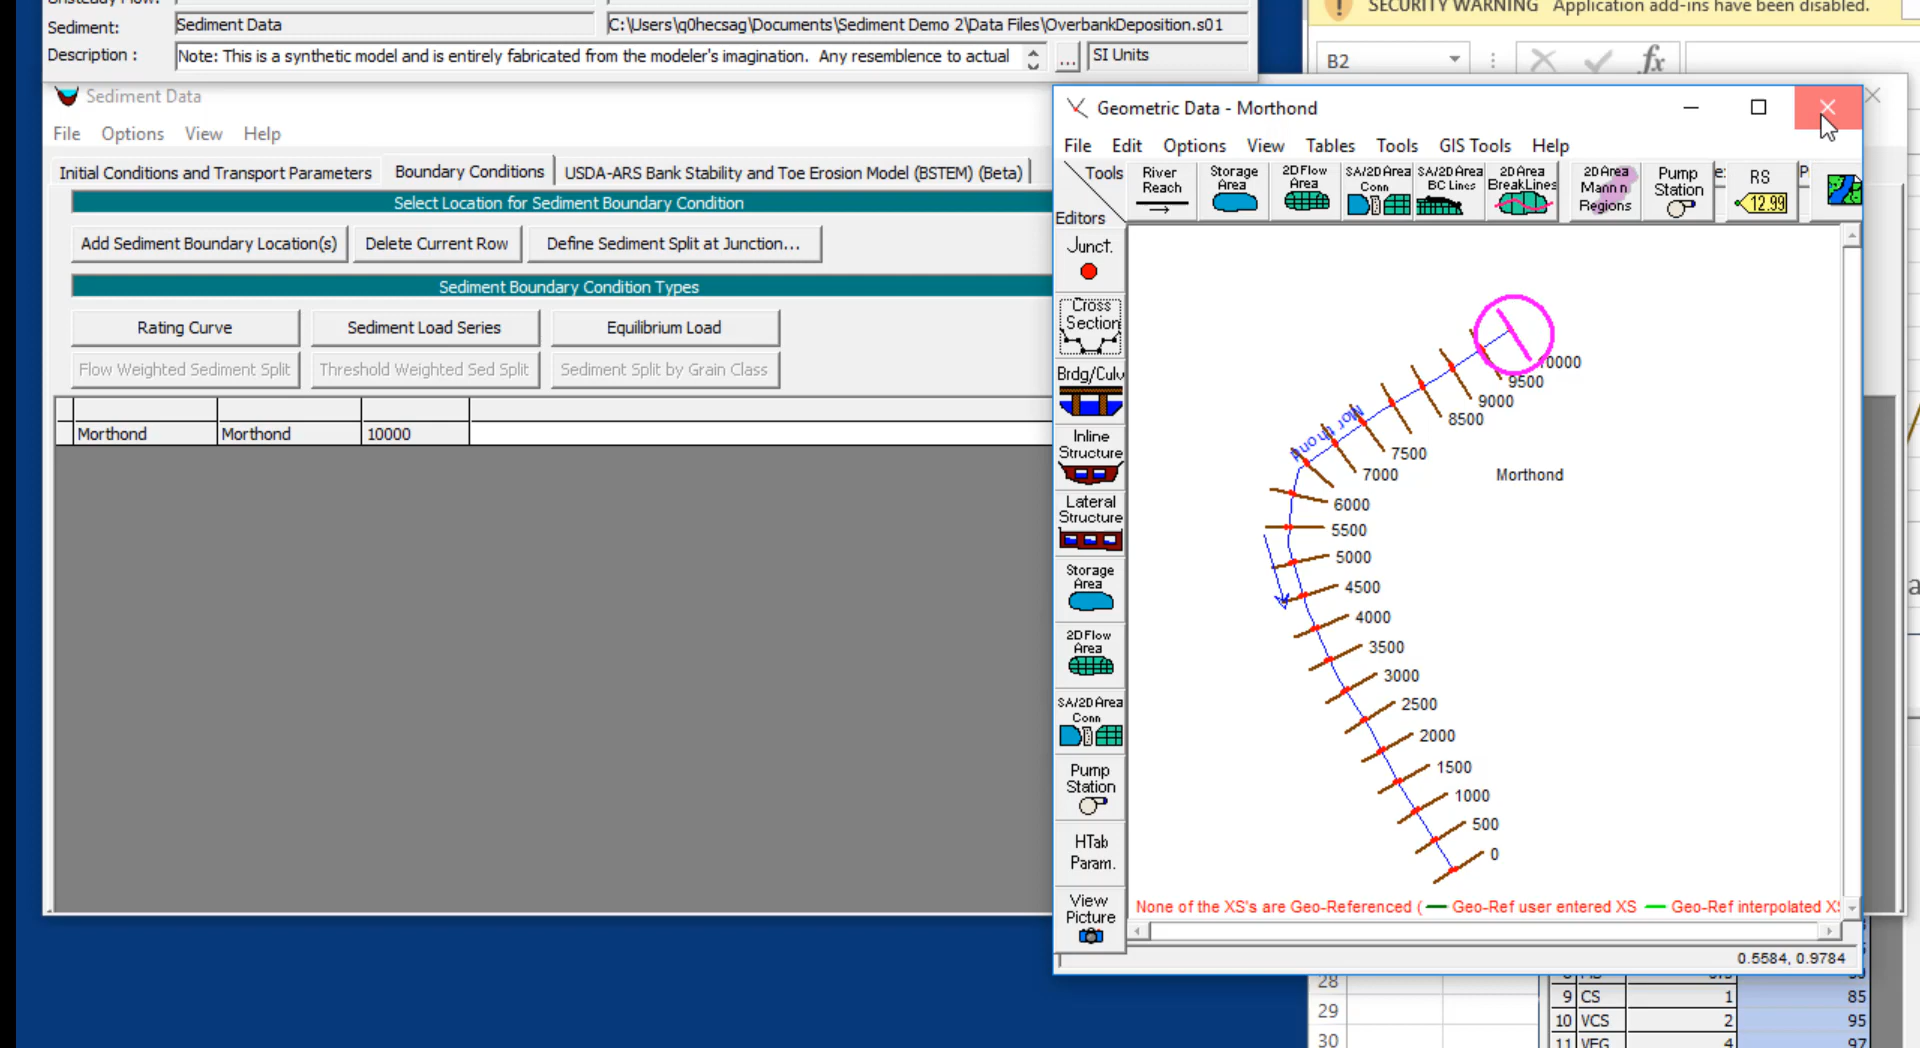 Sediment: Sediment Data C:\Users\q0hecsag\Documents\Sediment Demo 2\Data Files\OverbankDeposition.s01
Description : Note: This is a synthetic model and is entirely fabricated from the modeler's imagination. Any resemblence to actual ... SI Units
SECURITY WARNING Application add-ins have been disabled.
B2 fx
Sediment Data
File Options View Help
Initial Conditions and Transport Parameters Boundary Conditions USDA-ARS Bank Stability and Toe Erosion Model (BSTEM) (Beta)
Select Location for Sediment Boundary Condition
Add Sediment Boundary Location(s) Delete Current Row Define Sediment Split at Junction...
Sediment Boundary Condition Types
Rating Curve Sediment Load Series Equilibrium Load
Flow Weighted Sediment Split Threshold Weighted Sed Split Sediment Split by Grain Class
Morthond Morthond 10000
Geometric Data - Morthond
File Edit Options View Tables Tools GIS Tools Help
Tools
Editors
River
Reach
Storage
Area
2D Flow
Area
SA/2D Area
Conn
SA/2D Area
BC Lines
2D Area
BreakLines
2D Area
Mann n
Regions
Pump
Station
RS
12.99
Junct.
Cross
Section
Brdg/Culv
Inline
Structure
Lateral
Structure
Storage
Area
2D Flow
Area
SA/2D Area
Conn
Pump
Station
HTab
Param.
View
Picture
Morthond
10000
9500
9000
8500
7500
7000
Morthond
6000
5500
5000
4500
4000
3500
3000
2500
2000
1500
1000
500
0
None of the XS's are Geo-Referenced ( Geo-Ref user entered XS Geo-Ref interpolated XS
0.5584, 0.9784
28
29
30
9 CS 1 85
10 VCS 2 95
11 VFG 4 97